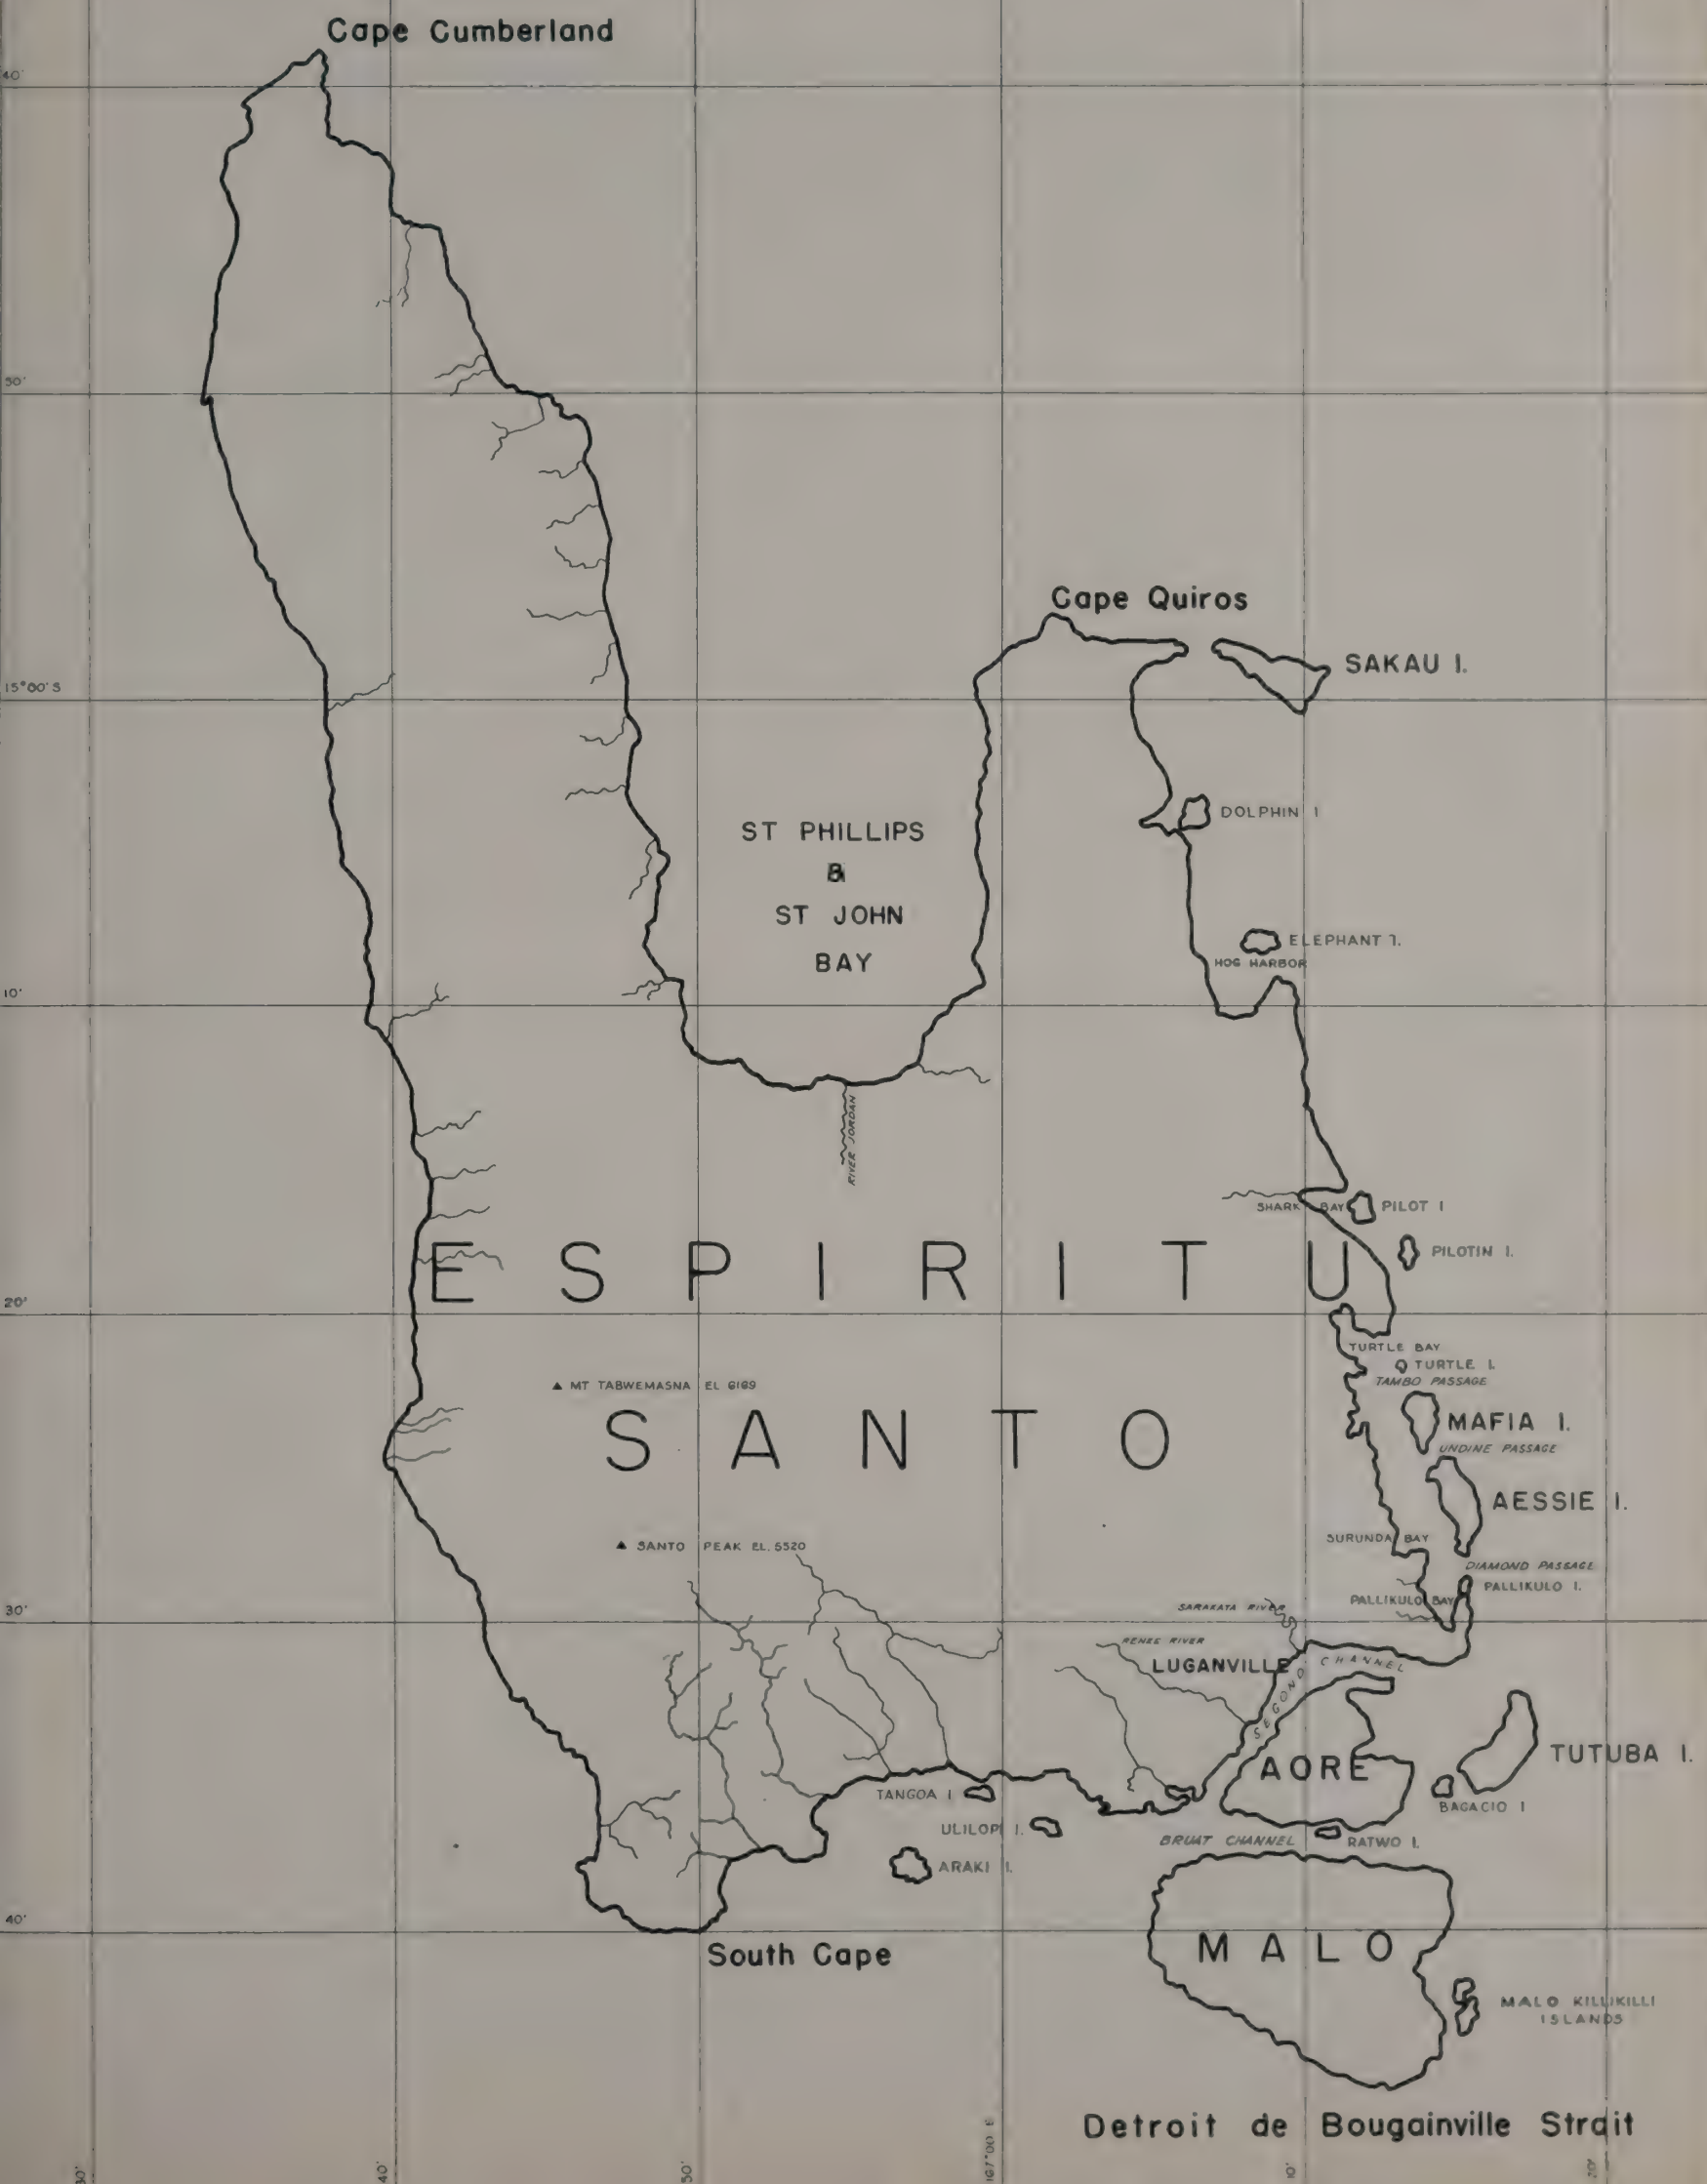 Cape Cumberland
40'
50'
Cape Quiros
SAKAU I.
15°00'S
DOLPHIN I
ST PHILLIPS
&
ST JOHN
BAY
ELEPHANT I.
HOG HARBOR
10'
RIVER JORDAN
SHARK BAY
PILOT I
PILOTIN I.
ESPIRITU
20'
TURTLE BAY
TURTLE I.
TAMBO PASSAGE
MT TABWEMASNA EL 6169
SANTO
MAFIA I.
UNDINE PASSAGE
AESSIE I.
SURUNDA BAY
SANTO PEAK EL. 5520
DIAMOND PASSAGE
PALLIKULO I.
PALLIKULO BAY
SARAKATA RIVER
30'
RENEE RIVER
LUGANVILLE
SEGOND CHANNEL
AORE
TUTUBA I.
TANGOA I
BAGACIO I
ULILOPI I.
BRUAT CHANNEL
RATWO I.
ARAKI I.
40'
South Cape
MALO
MALO KILLIKILLI
ISLANDS
Detroit de Bougainville Strait
30'
40'
50'
167°00 E
10'
20'